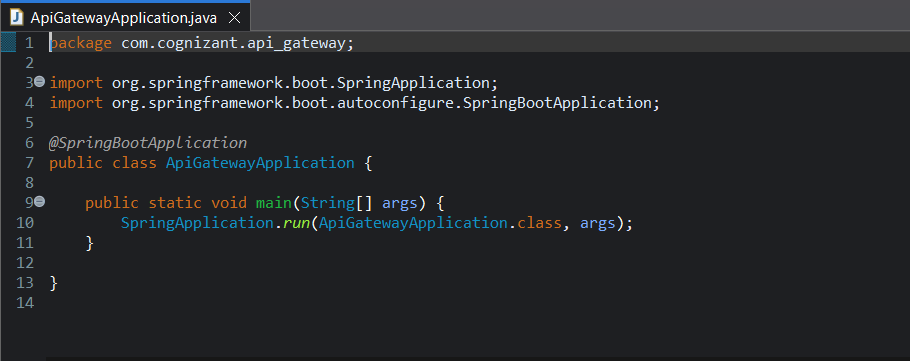 ApiGatewayApplication.java
1 package com.cognizant.api_gateway;
2
3 import org.springframework.boot.SpringApplication;
4 import org.springframework.boot.autoconfigure.SpringBootApplication;
5
6 @SpringBootApplication
7 public class ApiGatewayApplication {
8
9     public static void main(String[] args) {
10         SpringApplication.run(ApiGatewayApplication.class, args);
11     }
12
13 }
14